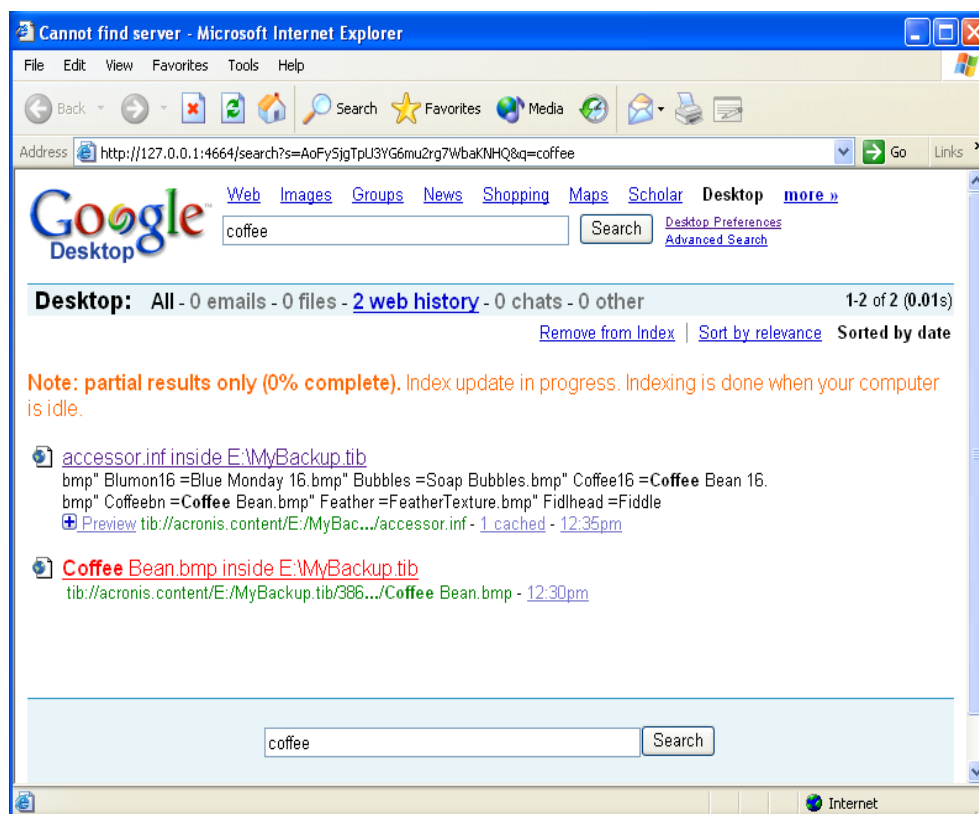 Cannot find server - Microsoft Internet Explorer
File Edit View Favorites Tools Help
Back Search Favorites Media
Address http://127.0.0.1:4664/search?s=AoFy5jgTpU3YG6mu2rg7WbaKNHQ&q=coffee Go Links
Web Images Groups News Shopping Maps Scholar Desktop more »
Google Desktop
coffee Search Desktop Preferences
Advanced Search
Desktop: All - 0 emails - 0 files - 2 web history - 0 chats - 0 other 1-2 of 2 (0.01s)
Remove from Index | Sort by relevance Sorted by date
Note: partial results only (0% complete). Index update in progress. Indexing is done when your computer
is idle.
accessor.inf inside E:\MyBackup.tib
bmp" Blumon16 =Blue Monday 16.bmp" Bubbles =Soap Bubbles.bmp" Coffee16 =Coffee Bean 16.
bmp" Coffeebn =Coffee Bean.bmp" Feather =FeatherTexture.bmp" Fidlhead =Fiddle
Preview tib://acronis.content/E:/MyBac.../accessor.inf - 1 cached - 12:35pm
Coffee Bean.bmp inside E:\MyBackup.tib
tib://acronis.content/E:/MyBackup.tib/386.../Coffee Bean.bmp - 12:30pm
coffee Search
Internet